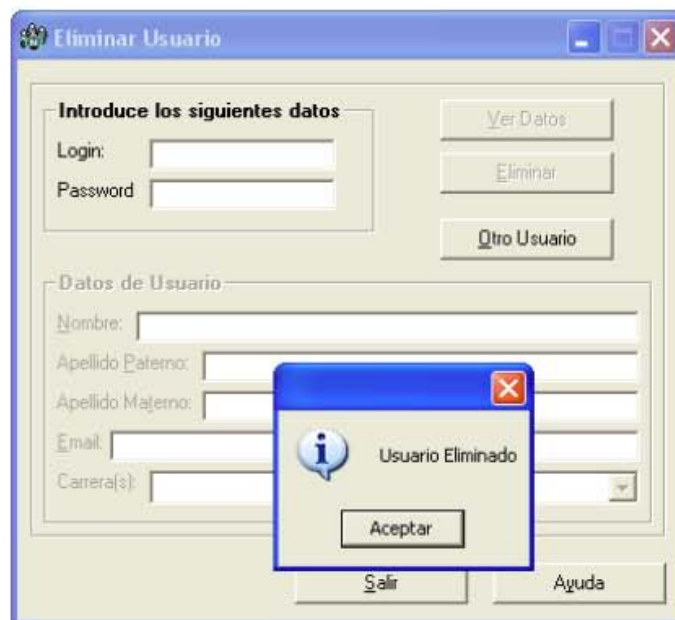 Eliminar Usuario
Introduce los siguientes datos
Login:
Password
Ver Datos
Eliminar
Otro Usuario
Datos de Usuario
Nombre:
Apellido Paterno:
Apellido Materno:
Email:
Carrera(s):
Usuario Eliminado
Aceptar
Salir
Ayuda